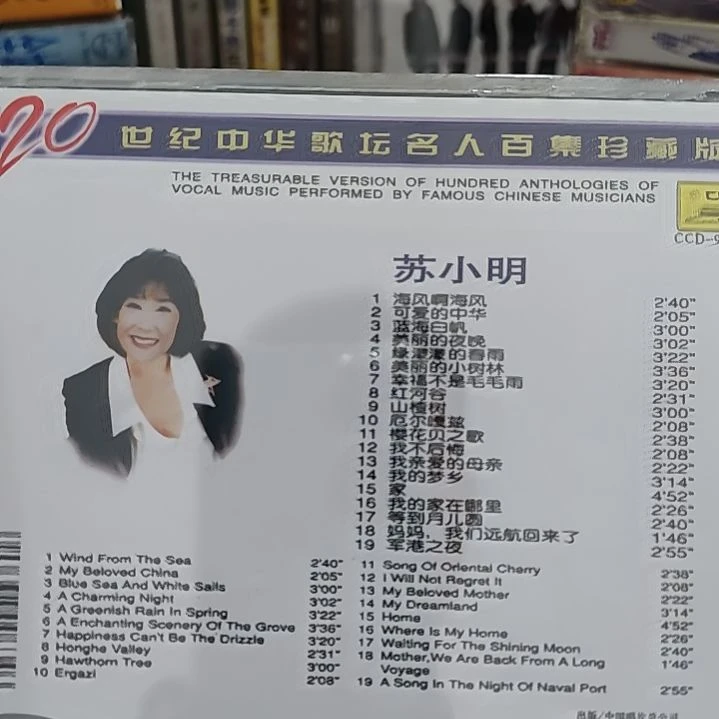 20
世纪中华歌坛名人百集珍藏版
THE TREASURABLE VERSION OF HUNDRED ANTHOLOGIES OF
VOCAL MUSIC PERFORMED BY FAMOUS CHINESE MUSICIANS
CCD-9
苏小明
1 海风啊海风 2'40"
2 可爱的中华 2'05"
3 蓝海白帆 3'00"
4 美丽的夜晚 3'02"
5 绿濛濛的春雨 3'22"
6 美丽的小树林 3'36"
7 幸福不是毛毛雨 3'20"
8 红河谷 2'31"
9 山楂树 3'00"
10 厄尔嘎兹 2'08"
11 樱花贝之歌 2'38"
12 我不后悔 2'08"
13 我亲爱的母亲 2'22"
14 我的梦乡 3'14"
15 家 4'52"
16 我的家在哪里 2'26"
17 等到月儿圆 2'40"
18 妈妈，我们远航回来了 1'46"
19 军港之夜 2'55"
1 Wind From The Sea 2'40"
2 My Beloved China 2'05"
3 Blue Sea And White Sails 3'00"
4 A Charming Night 3'02"
5 A Greenish Rain In Spring 3'22"
6 A Enchanting Scenery Of The Grove 3'36"
7 Happiness Can't Be The Drizzle 3'20"
8 Honghe Valley 2'31"
9 Hawthorn Tree 3'00"
10 Ergazi 2'08"
11 Song Of Oriental Cherry 2'38"
12 I Will Not Regret It 2'08"
13 My Beloved Mother 2'22"
14 My Dreamland 3'14"
15 Home 4'52"
16 Where Is My Home 2'26"
17 Waiting For The Shining Moon 2'40"
18 Mother,We Are Back From A Long 1'46"
Voyage
19 A Song In The Night Of Naval Port 2'55"
出版/中国唱片总公司